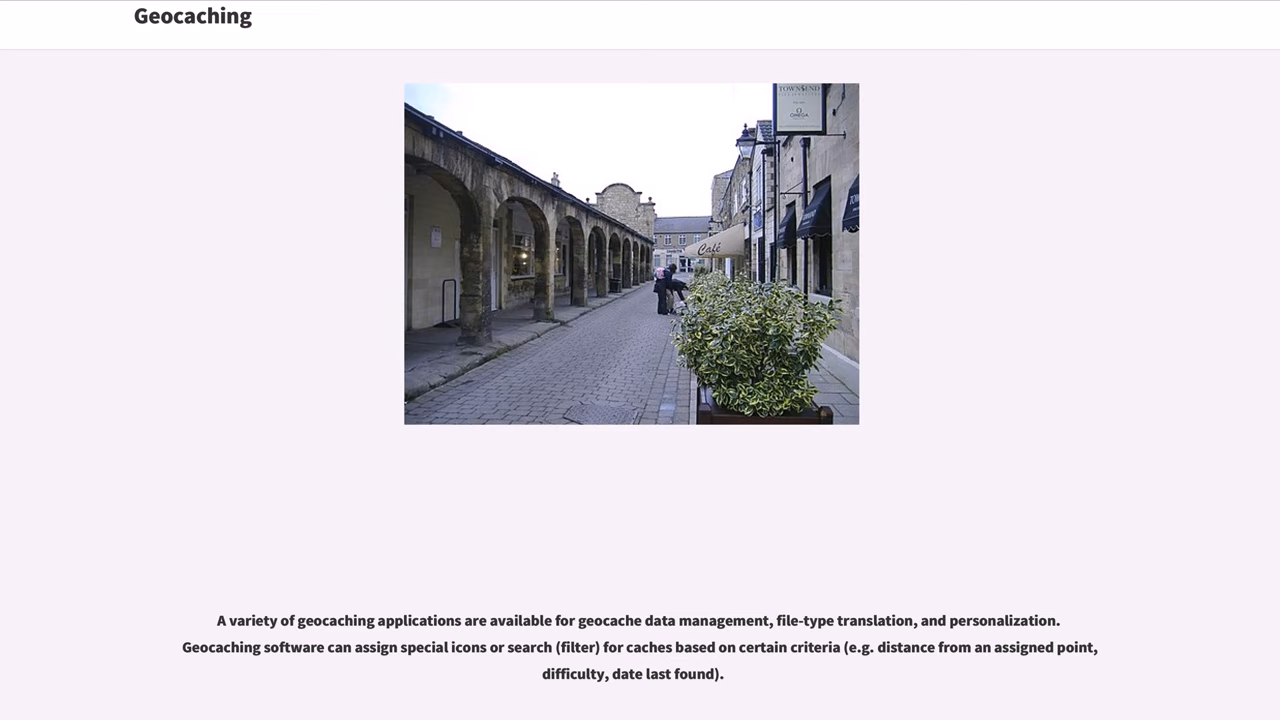 Geocaching
TOWNSEND
OMEGA
Café
A variety of geocaching applications are available for geocache data management, file-type translation, and personalization.
Geocaching software can assign special icons or search (filter) for caches based on certain criteria (e.g. distance from an assigned point,
difficulty, date last found).